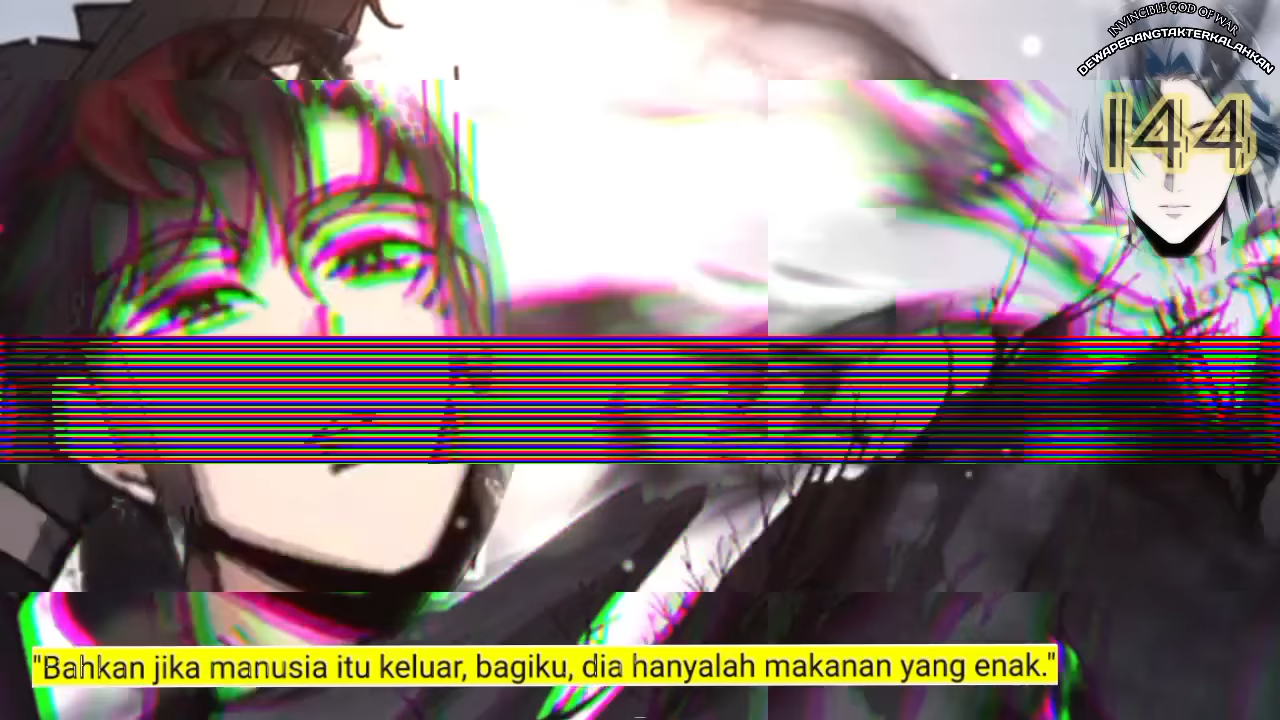 INVINCIBLE GOD OF WAR
DEWAPERANGTAKTERKALAHKAN
144
"Bahkan jika manusia itu keluar, bagiku, dia hanyalah makanan yang enak."